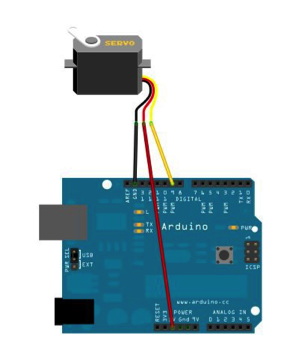 SERVO
AREF
GND
13 12 11 10 9 8 7 6 5 4 3 2 1 0
PWM PWM PWM PWM PWM PWM
DIGITAL
TX
RX
L
Arduino
TX
RX
PWR
PWR SEL
USB
EXT
ICSP
www.arduino.cc
RESET
3V3
POWER
ANALOG IN
Gnd 9V
0 1 2 3 4 5